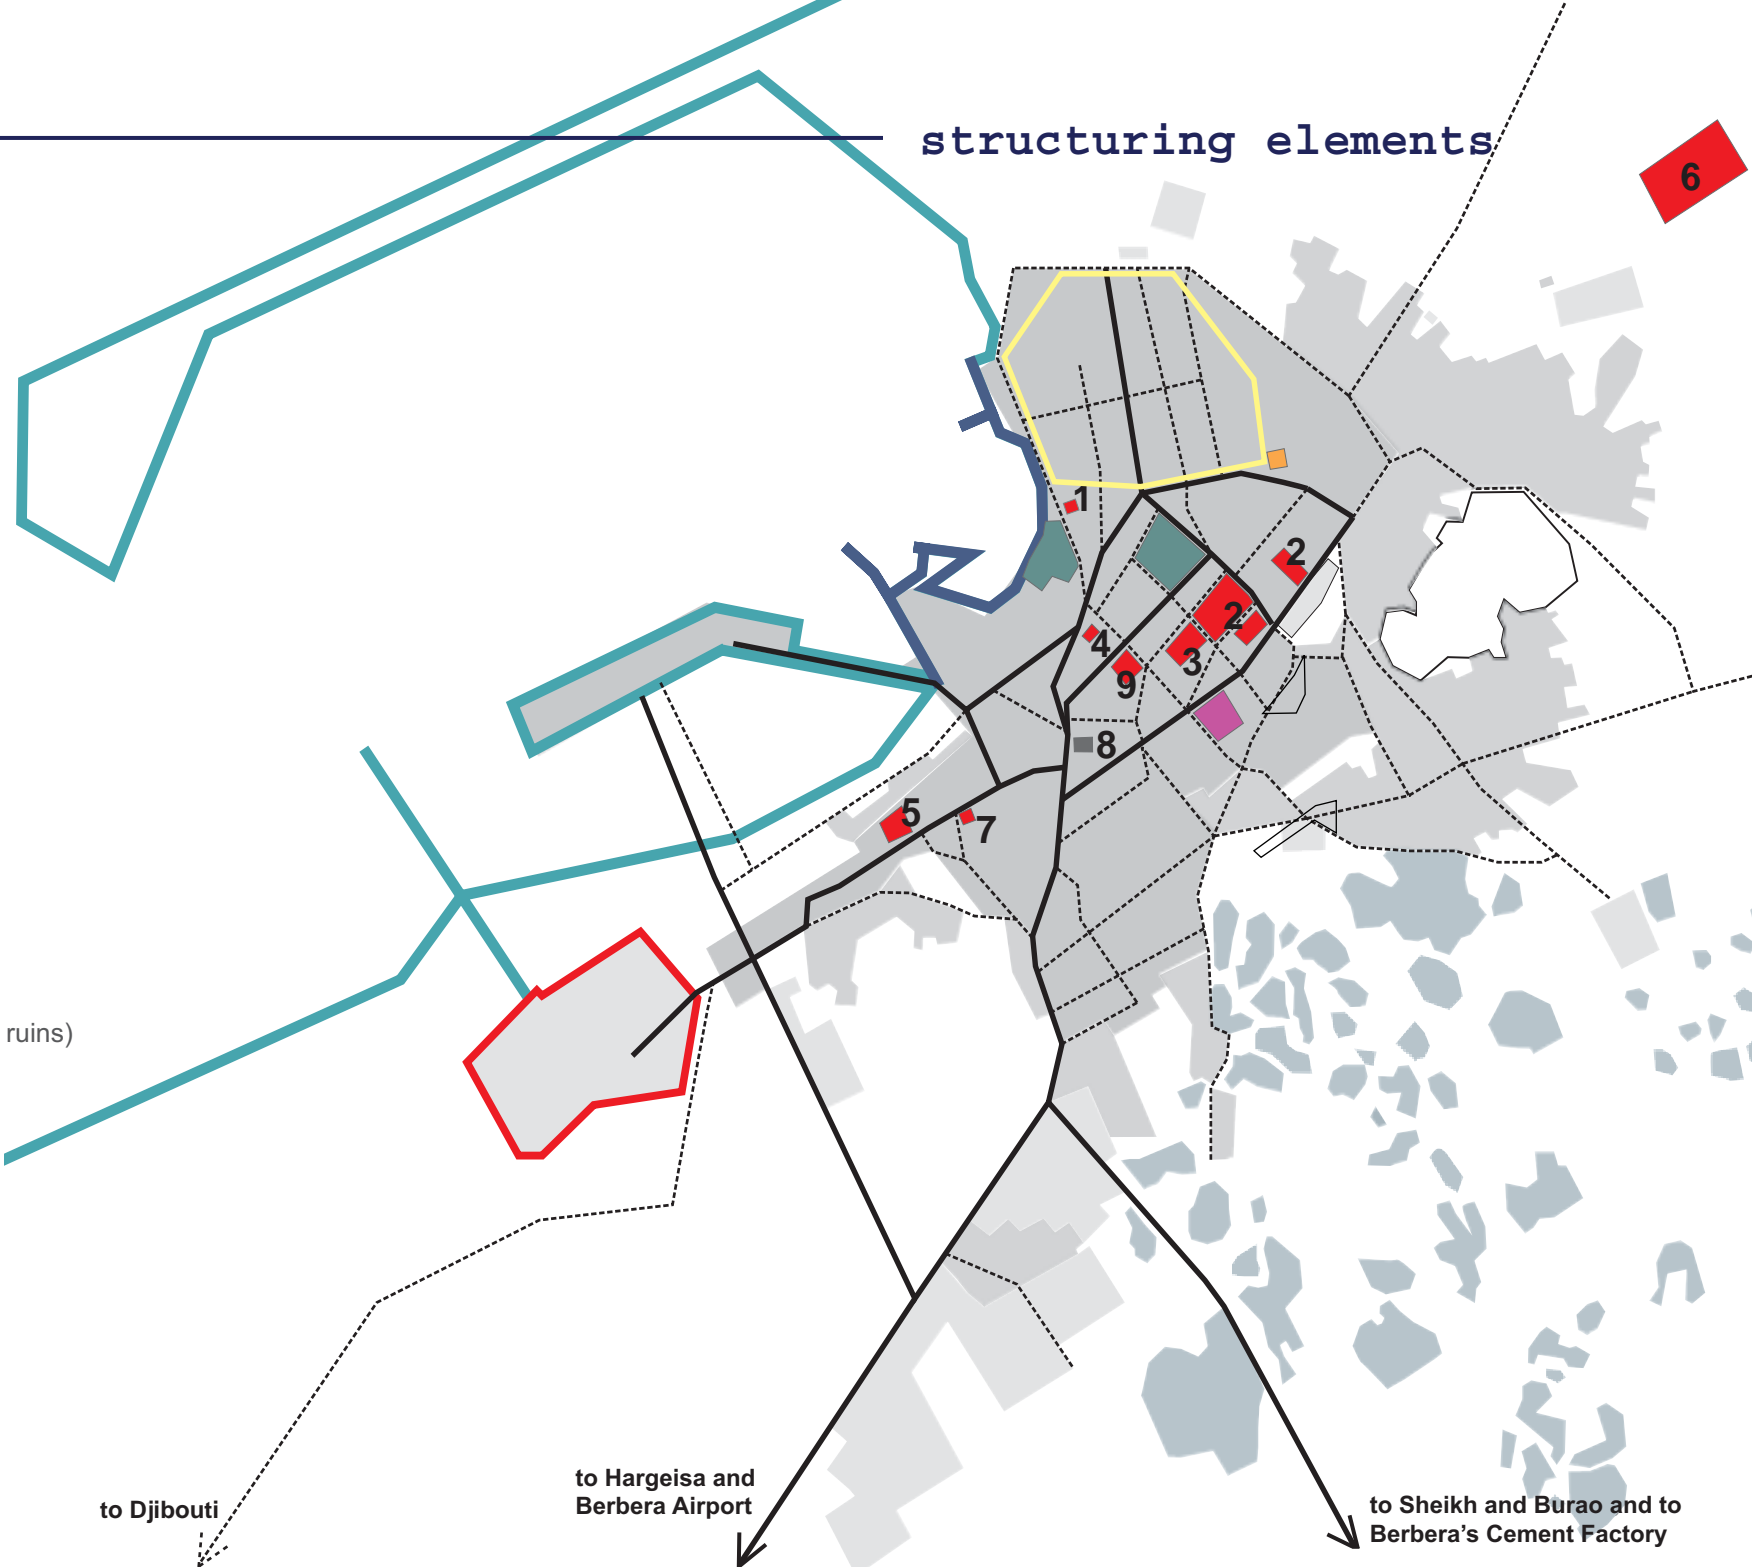 structuring elements
6
1
2
2
4
3
9
8
5
7
ruins)
to Djibouti
to Hargeisa and
Berbera Airport
to Sheikh and Burao and to
Berbera’s Cement Factory